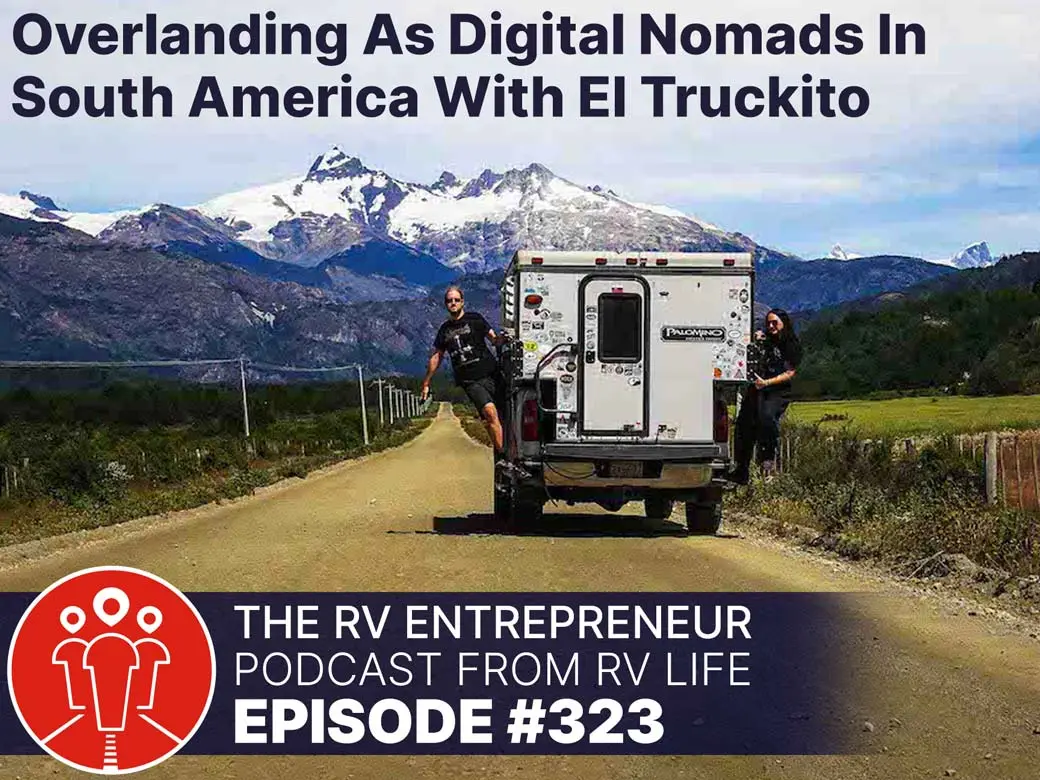 Overlanding As Digital Nomads In
South America With El Truckito
PALOMINO
THE RV ENTREPRENEUR
PODCAST FROM RV LIFE
EPISODE #323